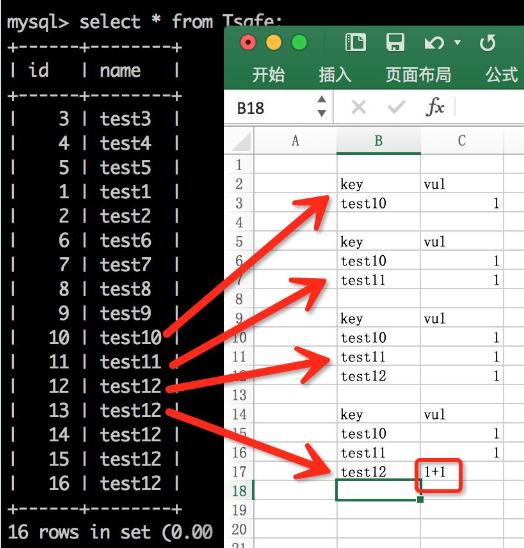 mysql> select * from Tsafe;
+------+--------+
| id | name |
+------+--------+
| 3 | test3 |
| 4 | test4 |
| 5 | test5 |
| 1 | test1 |
| 2 | test2 |
| 6 | test6 |
| 7 | test7 |
| 8 | test8 |
| 9 | test9 |
| 10 | test10 |
| 11 | test11 |
| 12 | test12 |
| 13 | test12 |
| 14 | test12 |
| 15 | test12 |
| 16 | test12 |
+------+--------+
16 rows in set (0.00
开始 插入 页面布局 公式
B18 fx
A B C
1
2 key vul
3 test10 1
4
5 key vul
6 test10 1
7 test11 1
8
9 key vul
10 test10 1
11 test11 1
12 test12 1
13
14 key vul
15 test10 1
16 test11 1
17 test12 1+1
18
19
20
21